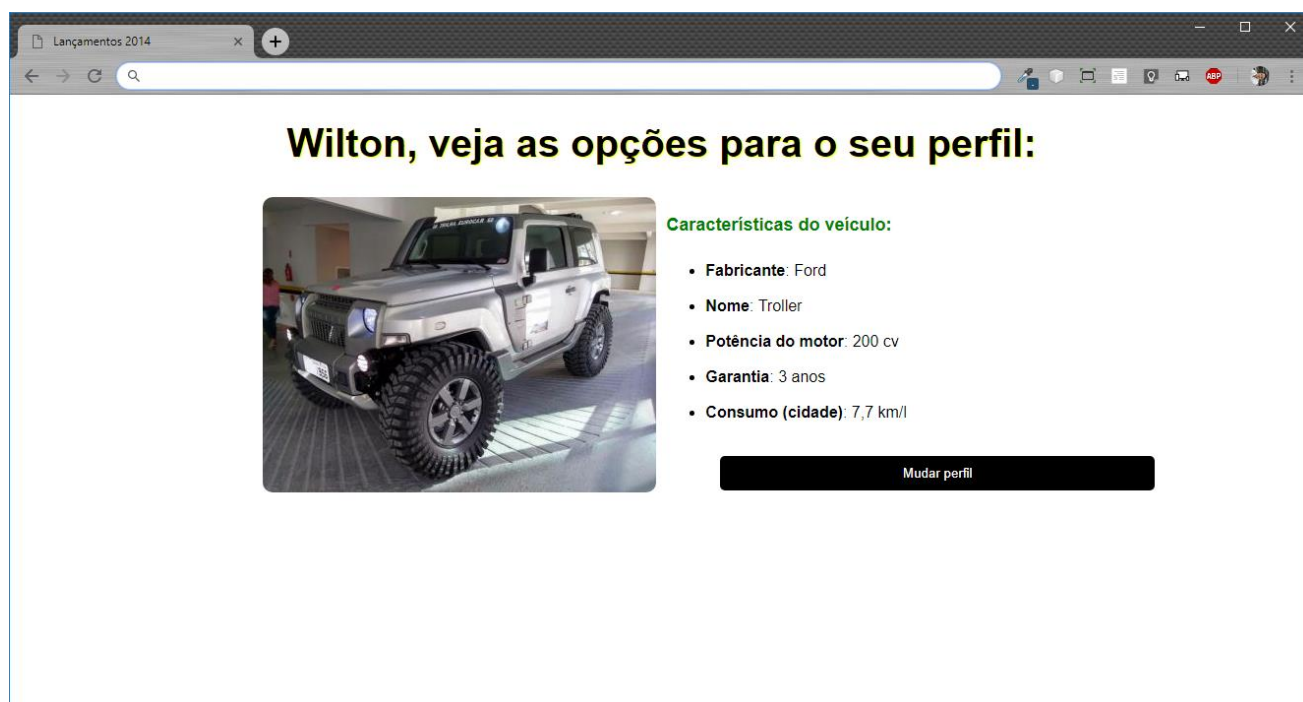 Lançamentos 2014
Wilton, veja as opções para o seu perfil:
Características do veículo:
Fabricante: Ford
Nome: Troller
Potência do motor: 200 cv
Garantia: 3 anos
Consumo (cidade): 7,7 km/l
Mudar perfil
ABP